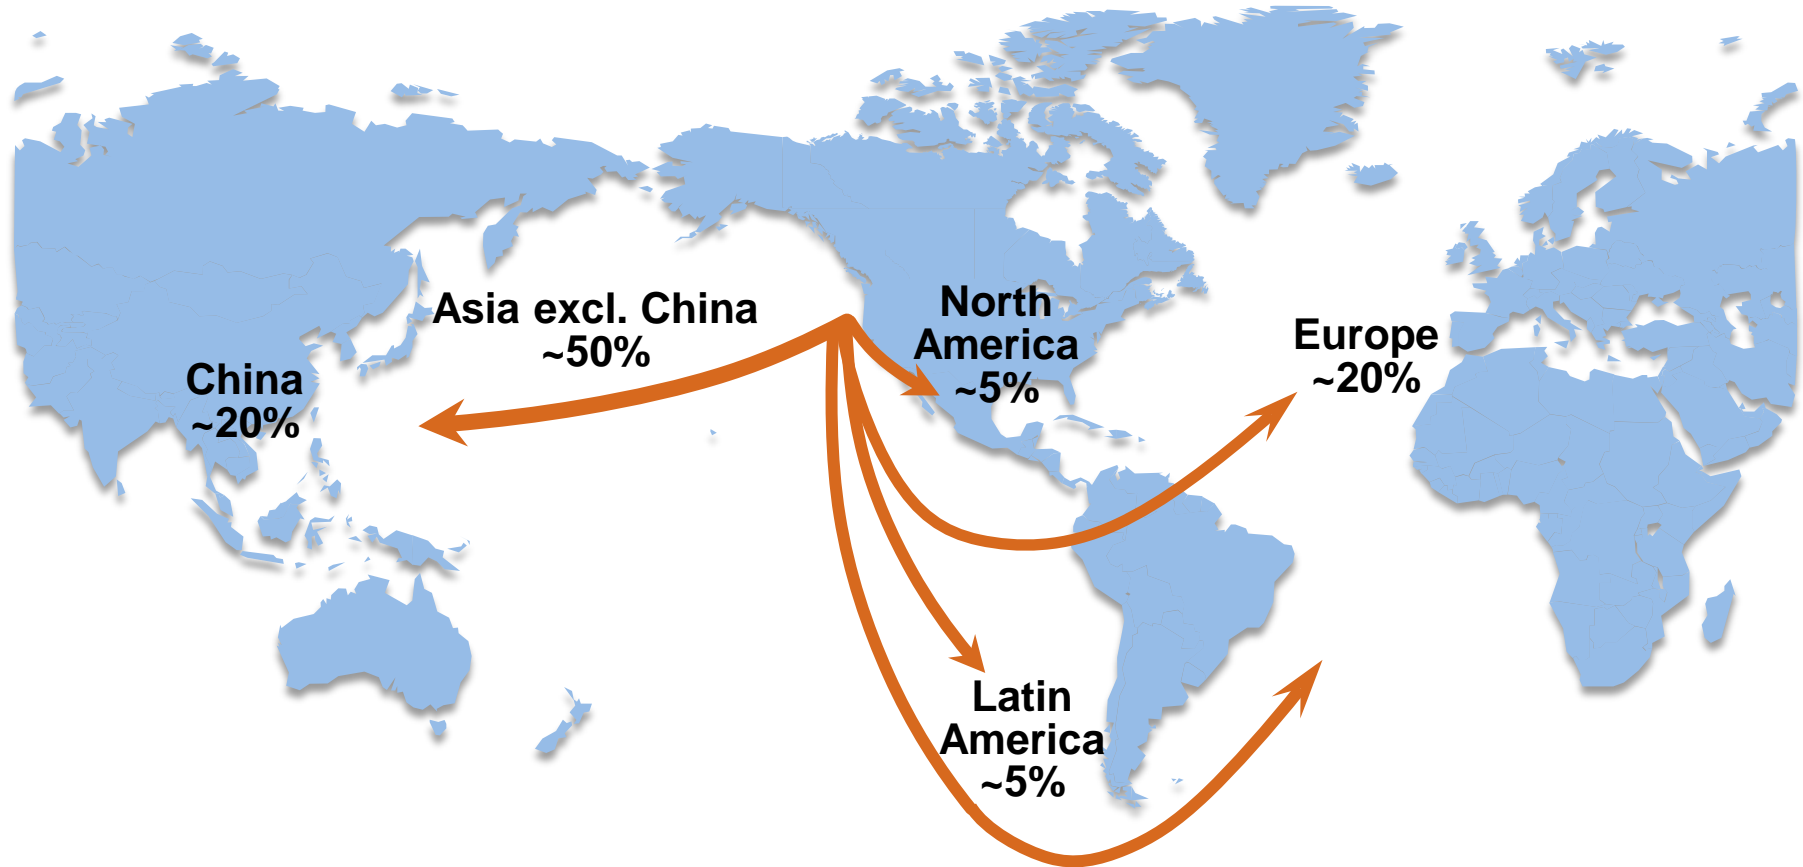 Asia excl. China
~50%
China
~20%
North
America
~5%
Europe
~20%
Latin
America
~5%